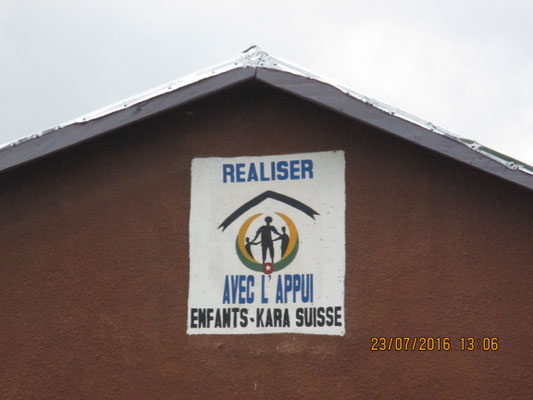 REALISER
AVEC L'APPUI
ENFANTS-KARA SUISSE
23/07/2016 13:06